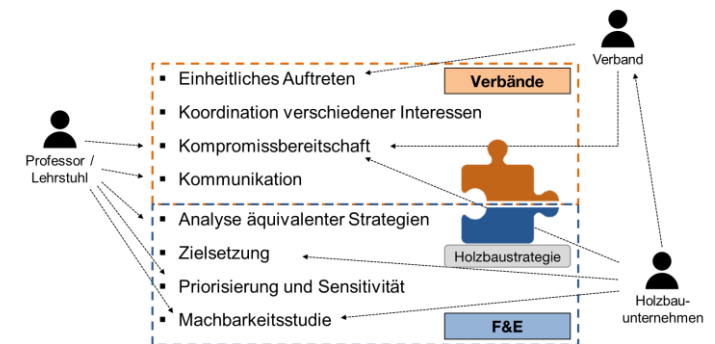 Verband
Einheitliches Auftreten
Verbände
Koordination verschiedener Interessen
Kompromissbereitschaft
Professor /
Lehrstuhl
Kommunikation
Analyse äquivalenter Strategien
Zielsetzung
Holzbaustrategie
Priorisierung und Sensitivität
Holzbau-
unternehmen
Machbarkeitsstudie
F&E